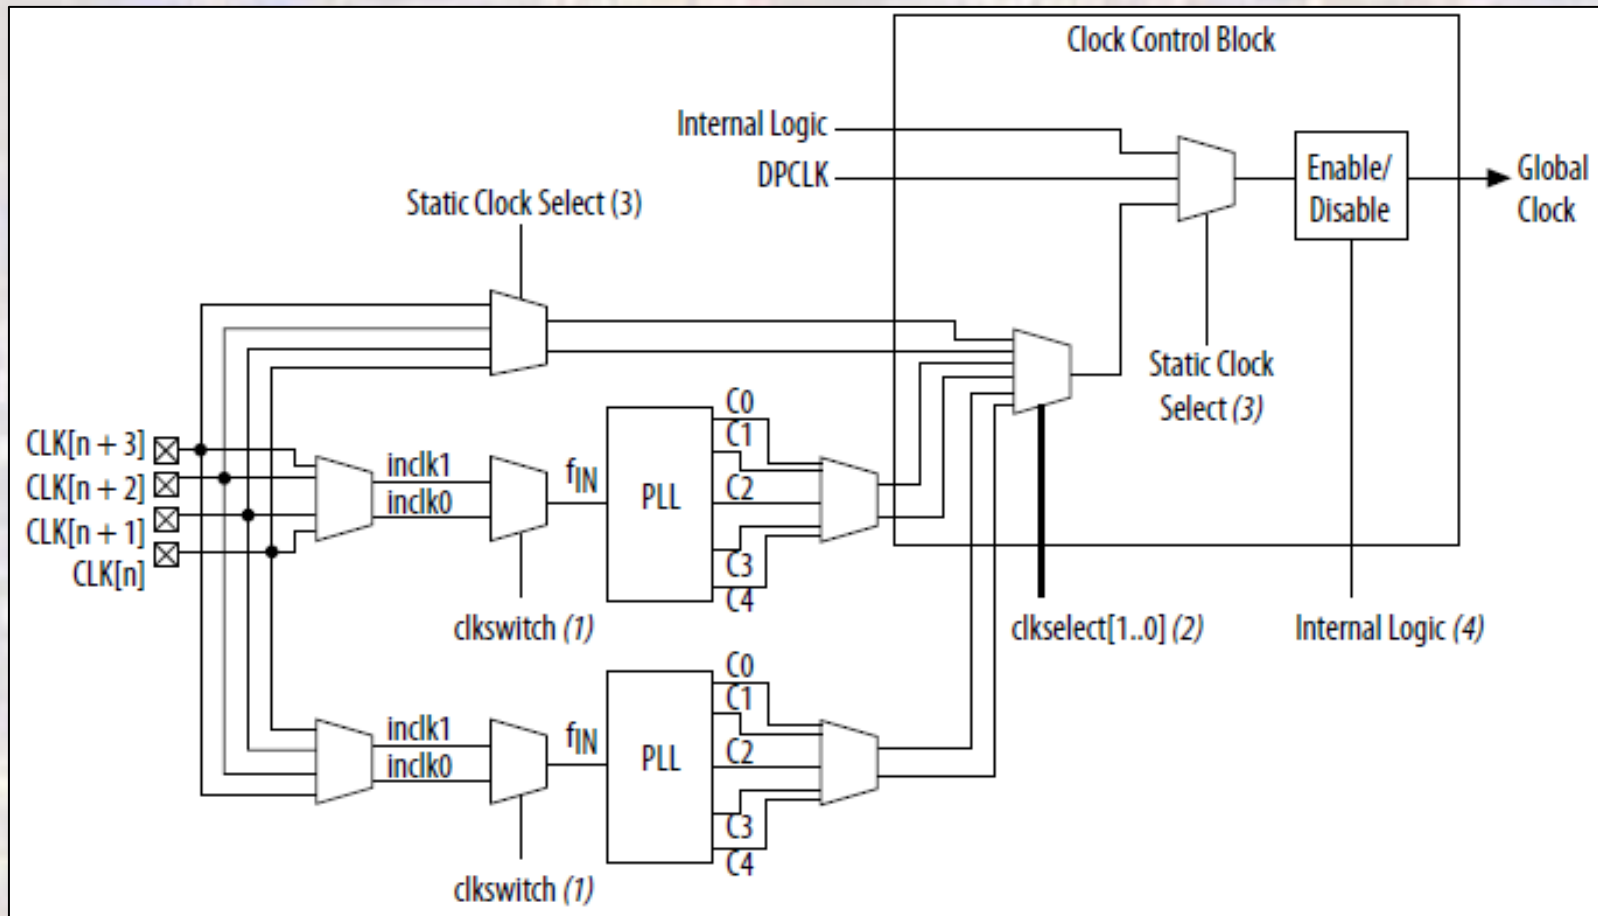 Clock Control Block
Internal Logic
DPCLK
Enable/
Disable
Global
Clock
Static Clock Select (3)
Static Clock
Select (3)
CLK[n + 3]
CLK[n + 2]
CLK[n + 1]
CLK[n]
inclk1
inclk0
fIN
PLL
C0
C1
C2
C3
C4
clkswitch (1)
clkselect[1..0] (2)
Internal Logic (4)
inclk1
inclk0
fIN
PLL
C0
C1
C2
C3
C4
clkswitch (1)